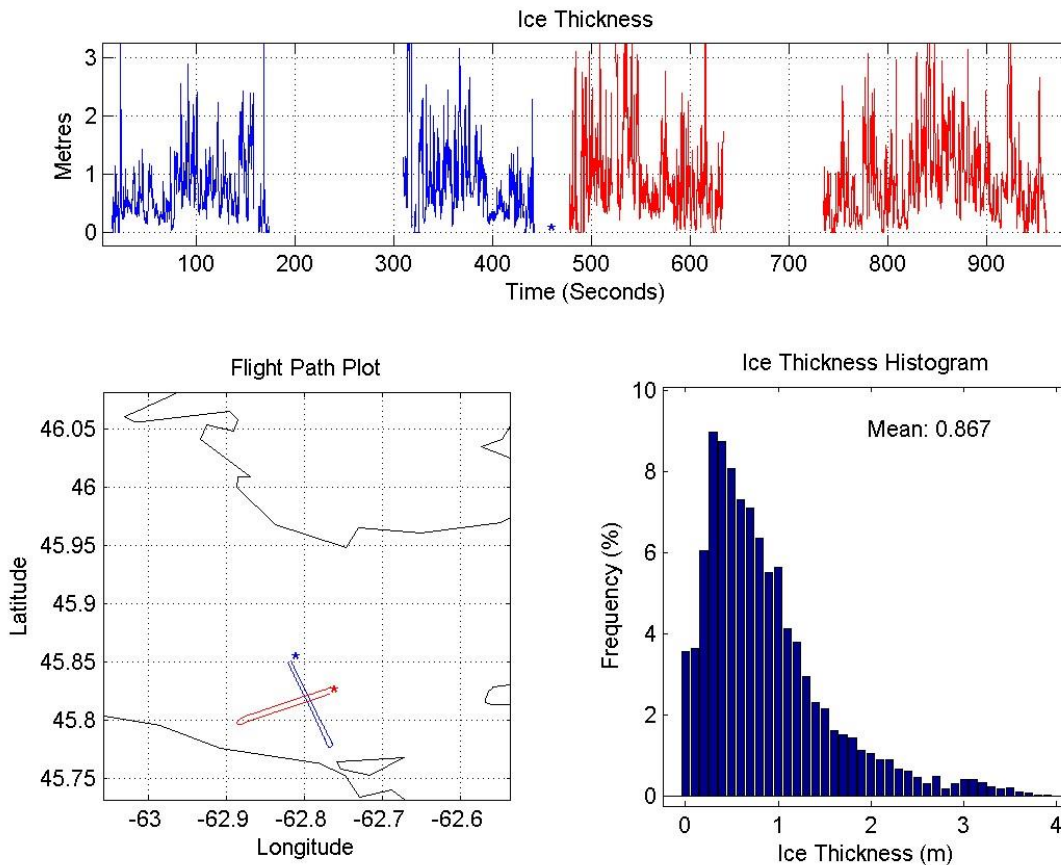 Ice Thickness
Metres
3
2
1
0
100 200 300 400 500 600 700 800 900
Time (Seconds)
Flight Path Plot
Latitude
46.05
46
45.95
45.9
45.85
45.8
45.75
-63 -62.9 -62.8 -62.7 -62.6
Longitude
Ice Thickness Histogram
Mean: 0.867
Frequency (%)
10
8
6
4
2
0
0 1 2 3 4
Ice Thickness (m)